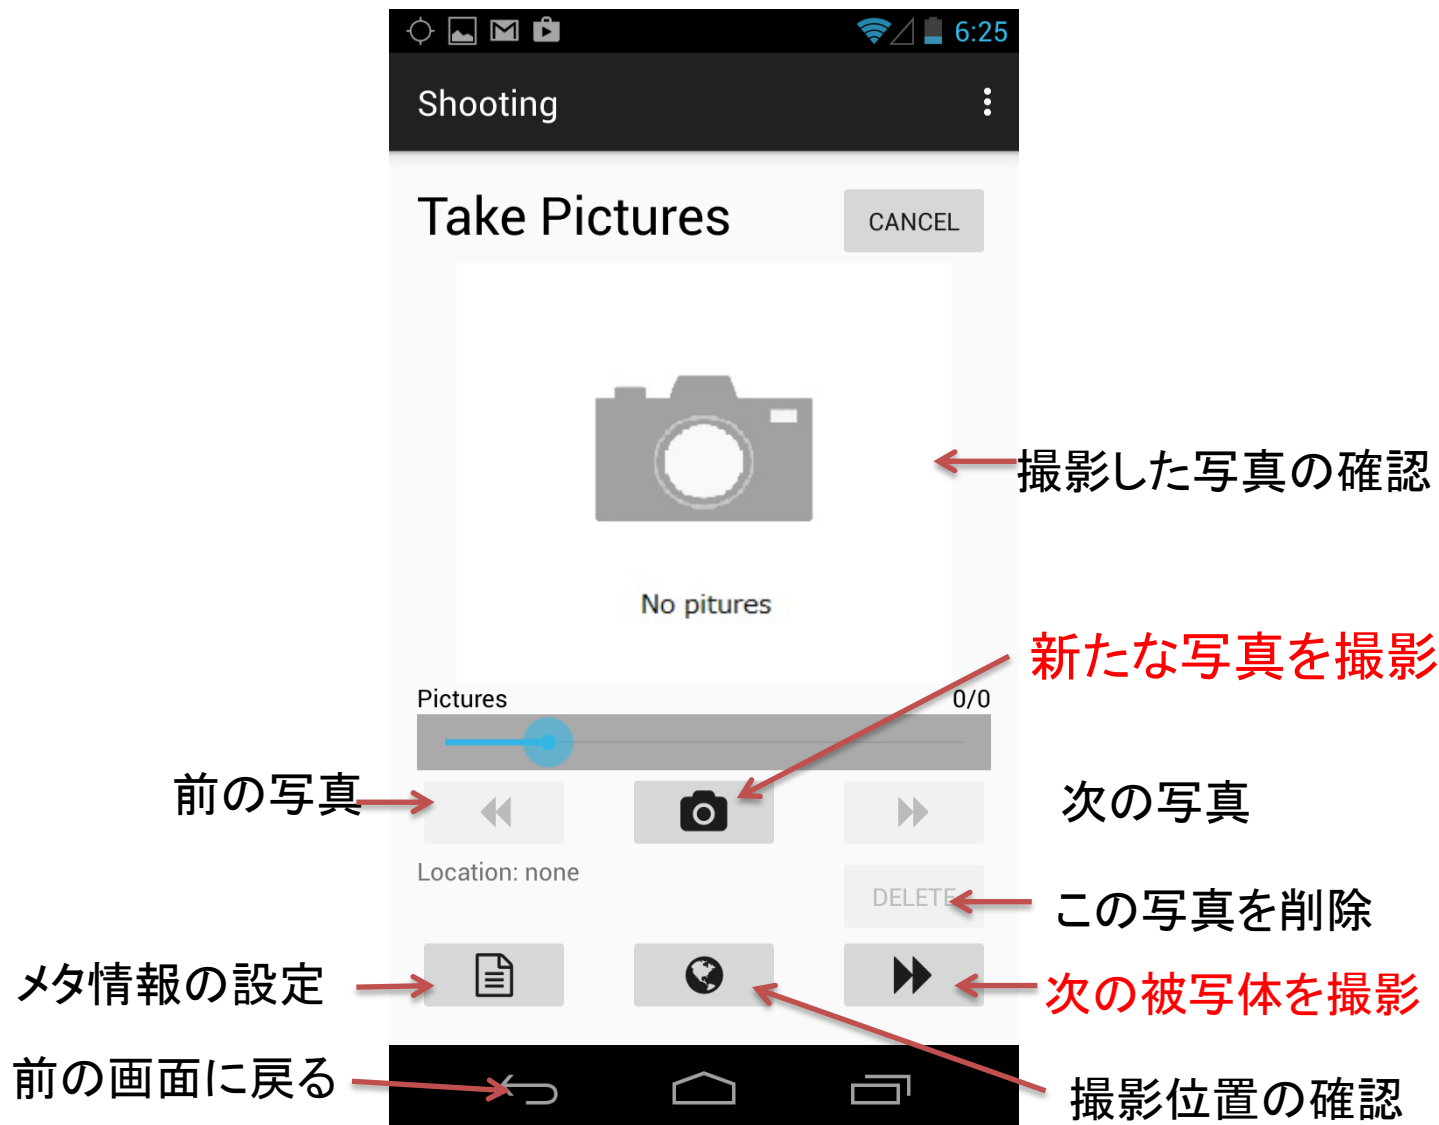 6:25
Shooting
Take Pictures
CANCEL
撮影した写真の確認
No pitures
新たな写真を撮影
Pictures
0/0
前の写真
次の写真
Location: none
DELETE
この写真を削除
メタ情報の設定
次の被写体を撮影
前の画面に戻る
撮影位置の確認